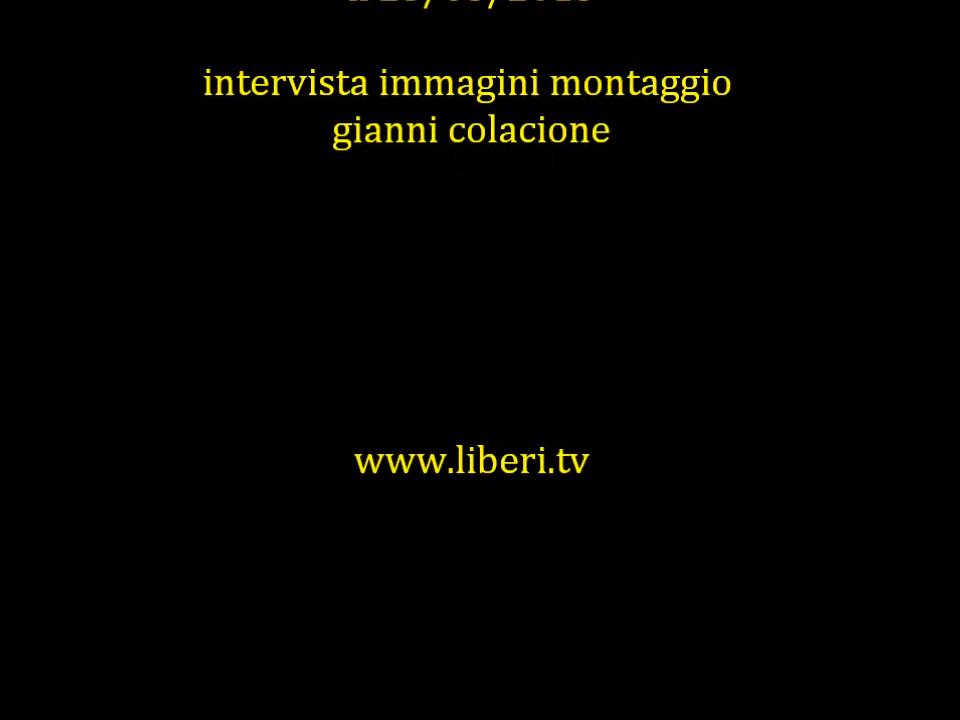 intervista immagini montaggio
gianni colacione
www.liberi.tv